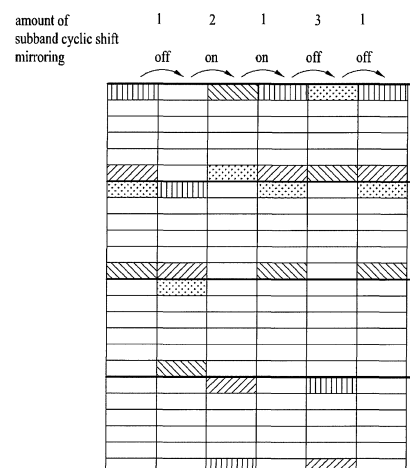 amount of 1 2 1 3 1
subband cyclic shift
mirroring off on on off off